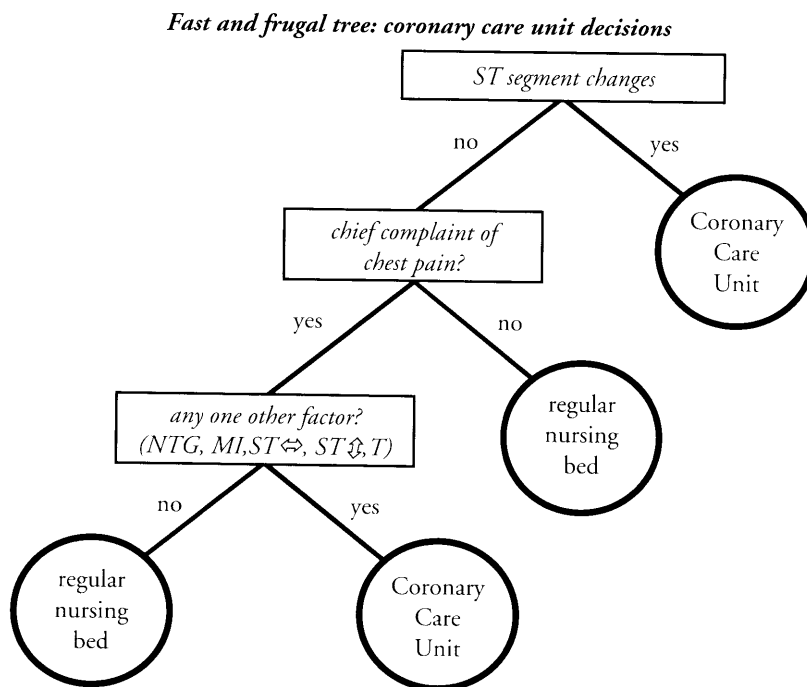 Fast and frugal tree: coronary care unit decisions
ST segment changes
no
yes
Coronary
Care
Unit
chief complaint of
chest pain?
yes
no
regular
nursing
bed
any one other factor?
(NTG, MI,ST⬄, ST⇳,T)
no
yes
regular
nursing
bed
Coronary
Care
Unit